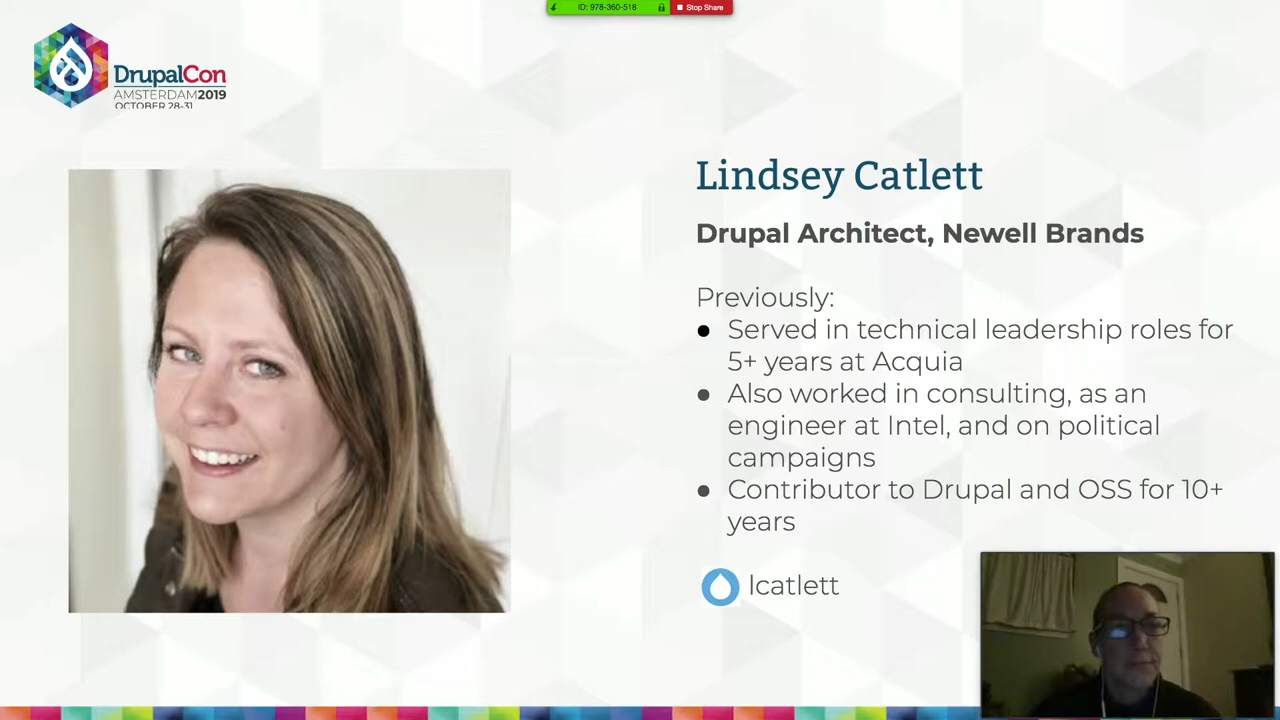 ID: 978-360-518
Stop Share
DrupalCon
AMSTERDAM2019
OCTOBER 28-31
Lindsey Catlett
Drupal Architect, Newell Brands
Previously:
● Served in technical leadership roles for
5+ years at Acquia
● Also worked in consulting, as an
engineer at Intel, and on political
campaigns
● Contributor to Drupal and OSS for 10+
years
lcatlett